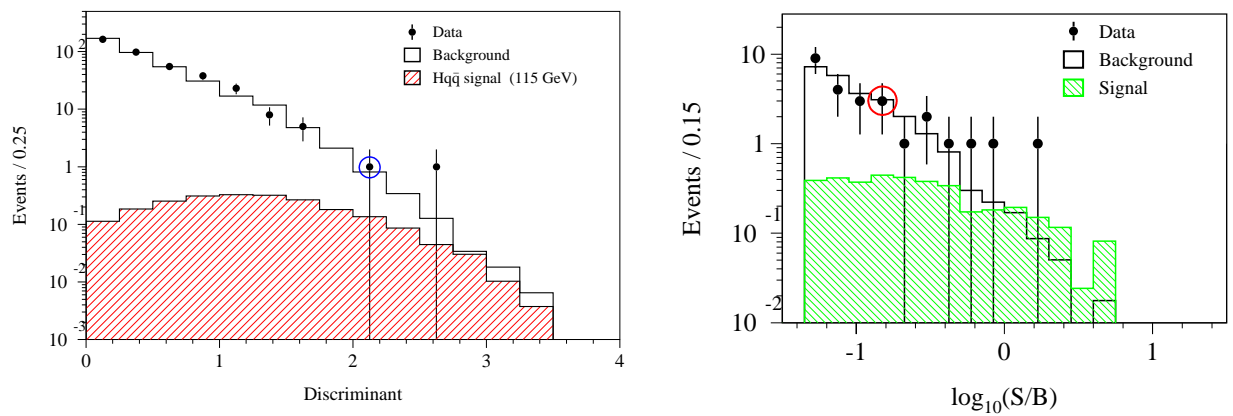 Events / 0.25
10²
10
1
10⁻¹
10⁻²
10⁻³
Data
Background
Hqq̄ signal (115 GeV)
0 1 2 3 4
Discriminant
Events / 0.15
10
1
10⁻¹
10⁻²
Data
Background
Signal
-1 0 1
log₁₀(S/B)